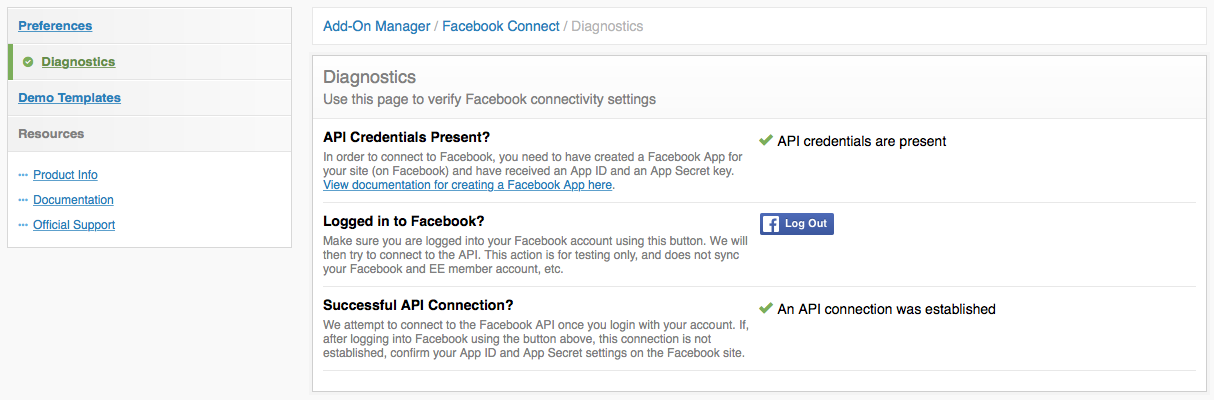 Preferences
Diagnostics
Demo Templates
Resources
Product Info
Documentation
Official Support
Add-On Manager / Facebook Connect / Diagnostics
Diagnostics
Use this page to verify Facebook connectivity settings
API Credentials Present?
In order to connect to Facebook, you need to have created a Facebook App for
your site (on Facebook) and have received an App ID and an App Secret key.
View documentation for creating a Facebook App here.
API credentials are present
Logged in to Facebook?
Make sure you are logged into your Facebook account using this button. We will
then try to connect to the API. This action is for testing only, and does not sync
your Facebook and EE member account, etc.
Log Out
Successful API Connection?
We attempt to connect to the Facebook API once you login with your account. If,
after logging into Facebook using the button above, this connection is not
established, confirm your App ID and App Secret settings on the Facebook site.
An API connection was established